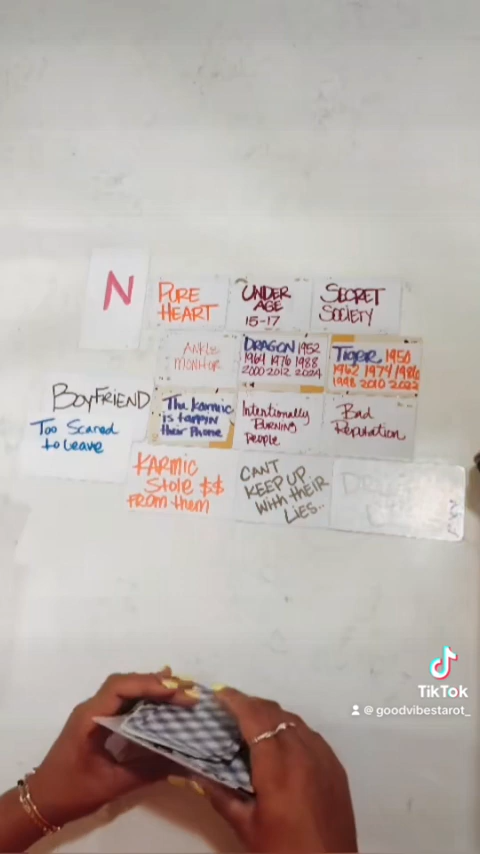 N
PURE
HEART
UNDER
AGE
15-17
SECRET
SOCIETY
ANKLE
MONITOR
DRAGON 1952
1964 1976 1988
2000 2012 2024
TIGER 1950
1962 1974 1986
1998 2010 2022
BOYFRIEND
Too Scared
to Leave
The karmic
is tappin
their Phone
Intentionally
BURNING
People
Bad
Reputation
KARMIC
Stole $$
FROM them
CANT
KEEP UP
With their
LIES..
TikTok
@goodvibestarot_